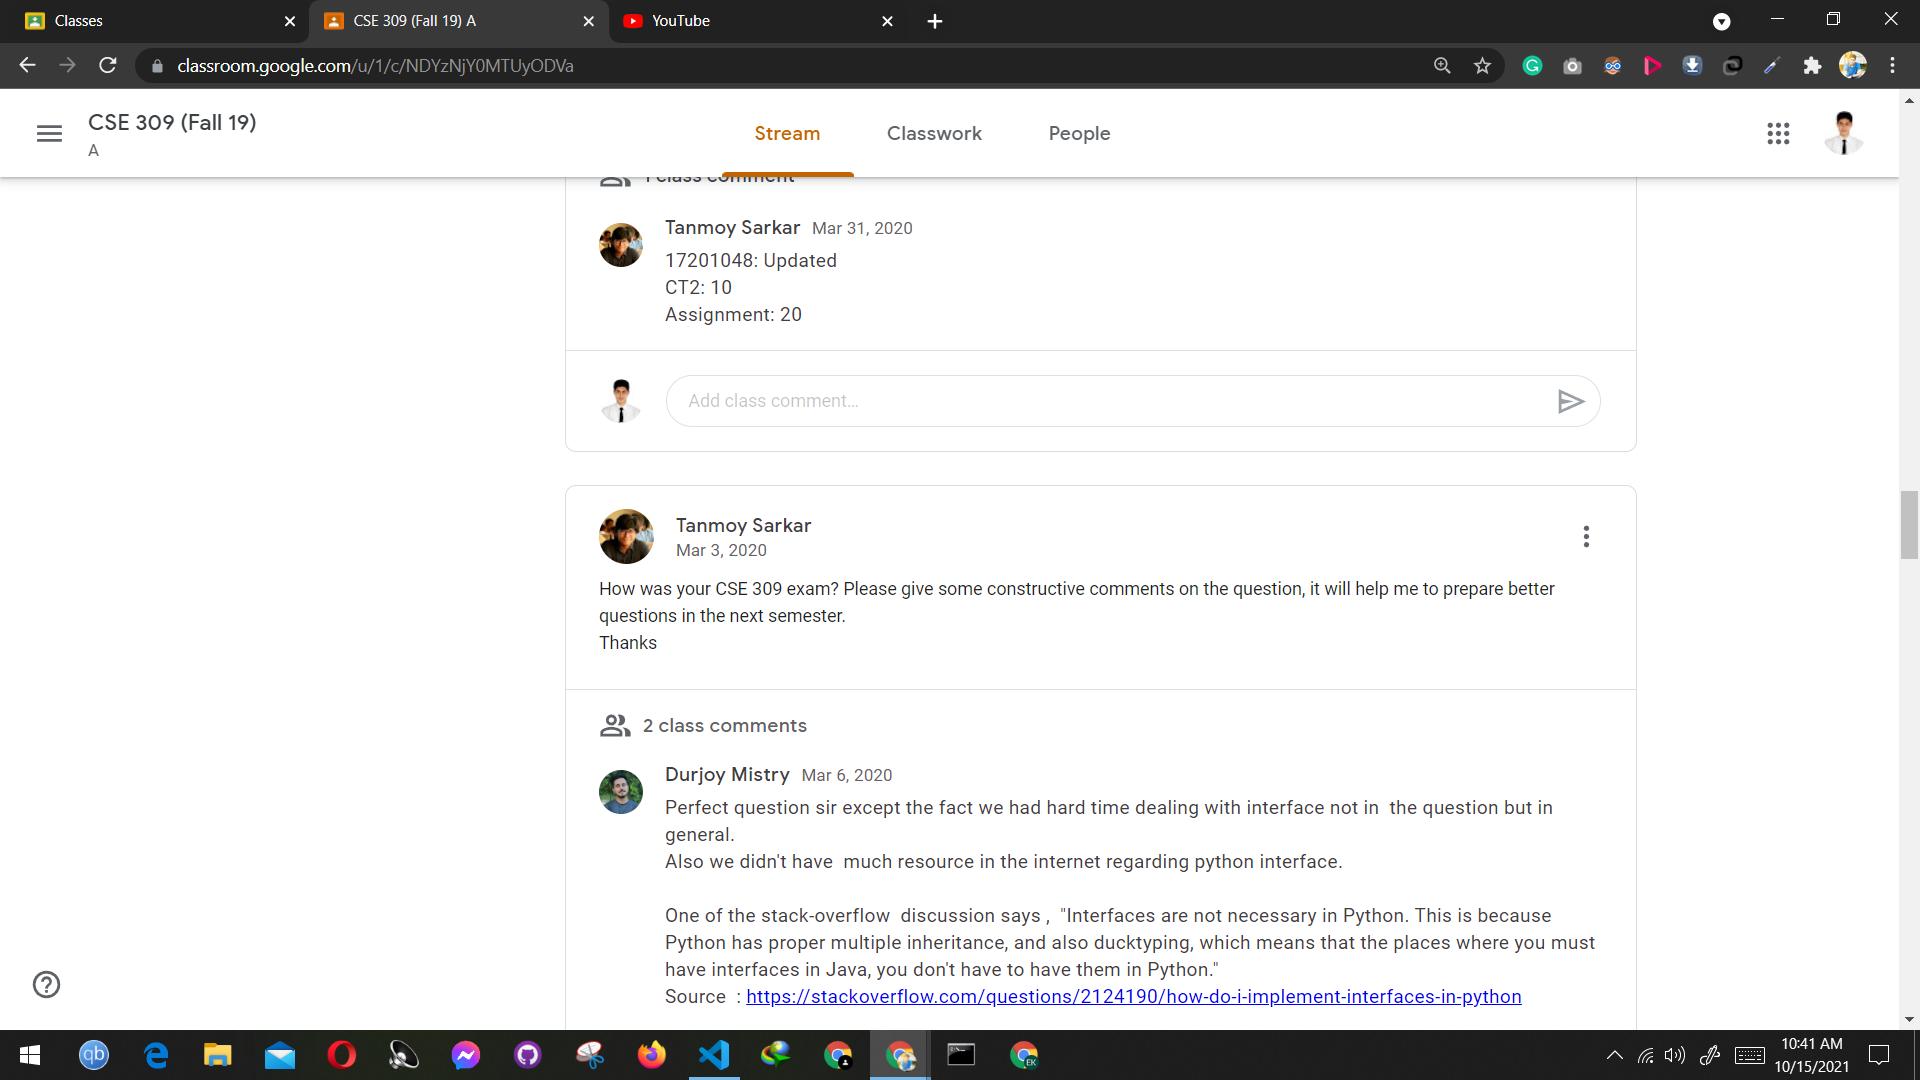 Classes
CSE 309 (Fall 19) A
YouTube
classroom.google.com/u/1/c/NDYzNjY0MTUyODVa
CSE 309 (Fall 19)
A
Stream
Classwork
People
1 class comment
Tanmoy Sarkar Mar 31, 2020
17201048: Updated
CT2: 10
Assignment: 20
Add class comment...
Tanmoy Sarkar
Mar 3, 2020
How was your CSE 309 exam? Please give some constructive comments on the question, it will help me to prepare better
questions in the next semester.
Thanks
2 class comments
Durjoy Mistry Mar 6, 2020
Perfect question sir except the fact we had hard time dealing with interface not in  the question but in
general.
Also we didn't have  much resource in the internet regarding python interface.
One of the stack-overflow  discussion says ,  "Interfaces are not necessary in Python. This is because
Python has proper multiple inheritance, and also ducktyping, which means that the places where you must
have interfaces in Java, you don't have to have them in Python."
Source  : https://stackoverflow.com/questions/2124190/how-do-i-implement-interfaces-in-python
qb
EK
10:41 AM
10/15/2021